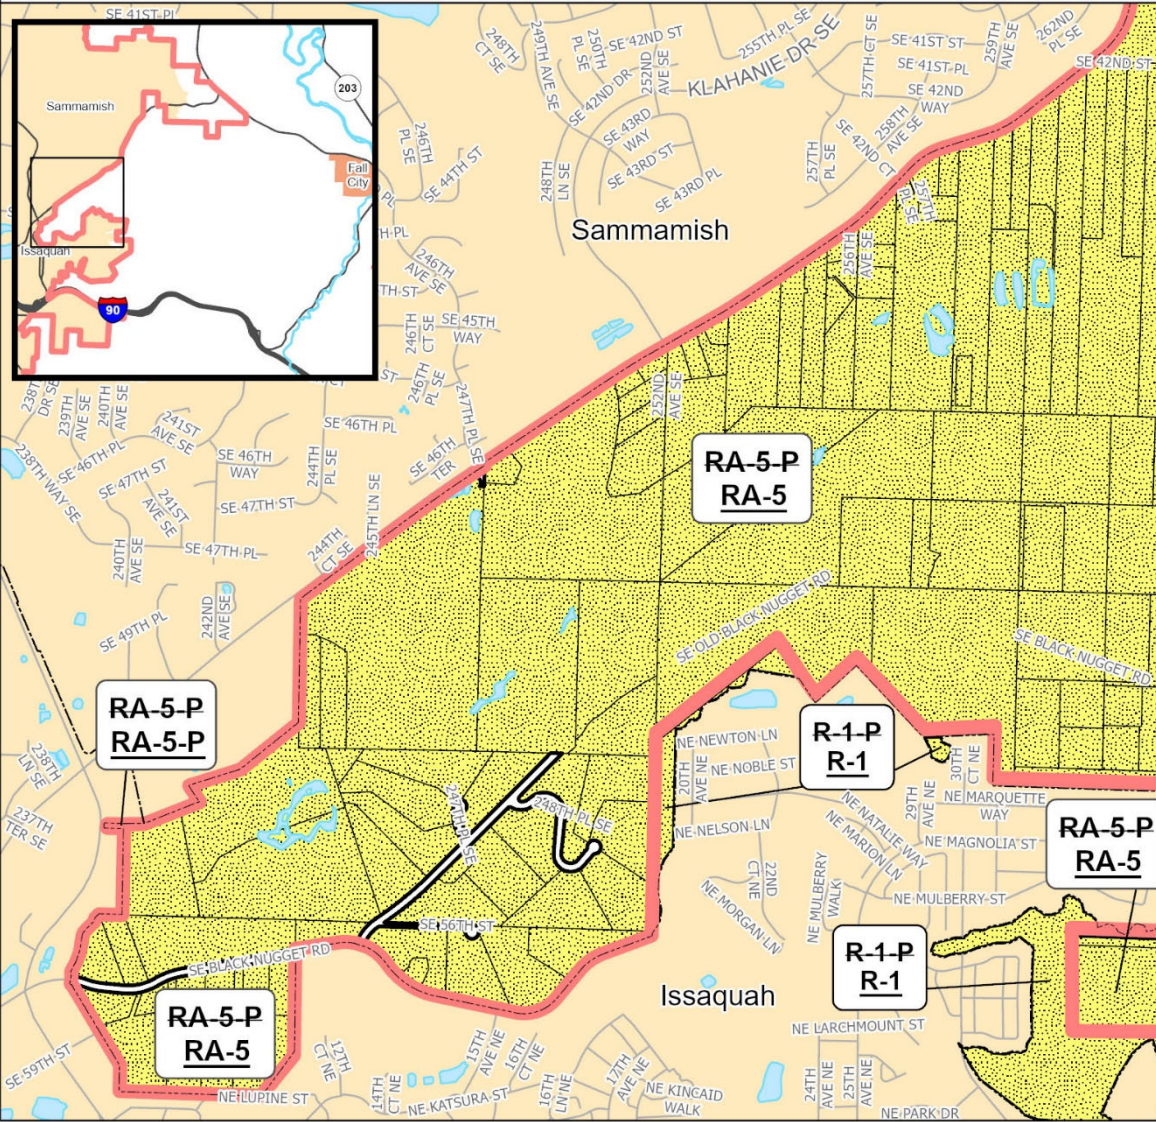 SE 41ST PL
Sammamish
203
Fall
City
Issaquah
90
248TH
CT SE
249TH AVE SE
250TH
PL SE
SE 42ND ST
252ND
AVE SE
SE 42ND DR
255TH PL SE
KLAHANIE DR SE
257TH CT SE
SE 41ST ST
SE 41ST PL
SE 42ND
WAY
259TH
AVE SE
262ND
PL SE
SE 42ND ST
258TH
AVE SE
SE 42ND CT
257TH
PL SE
257TH
PL SE
SE 43RD
WAY
SE 43RD ST
SE 43RD PL
248TH
LN SE
246TH
PL SE
SE 44TH ST
Sammamish
H PL
246TH
AVE SE
TH ST
256TH
AVE SE
SE 45TH
WAY
246TH
CT SE
246TH
PL SE
247TH PL SE
252ND
AVE SE
239TH
AVE SE
240TH
AVE SE
241ST
AVE SE
SE 46TH PL
SE 46TH
WAY
244TH
PL SE
SE 46TH PL
SE 46TH
TER
238TH WAY SE
SE 47TH ST
241ST
AVE SE
SE 47TH ST
245TH LN SE
RA-5-P
RA-5
240TH
AVE SE
SE 47TH PL
244TH
CT SE
242ND
AVE SE
SE 49TH PL
SE OLD BLACK NUGGET RD
SE BLACK NUGGET RD
RA-5-P
RA-5-P
R-1-P
R-1
238TH
LN SE
237TH
TER SE
NE NEWTON LN
20TH
AVE NE
NE NOBLE ST
NE NELSON LN
30TH
CT NE
29TH
AVE NE
NE MARQUETTE
WAY
NE NATALIE WAY
NE MARION LN
NE MAGNOLIA ST
247TH PL SE
248TH PL SE
RA-5-P
RA-5
22ND
CT NE
NE MULBERRY
WALK
NE MULBERRY ST
NE MORGAN LN
SE 56TH ST
SE BLACK NUGGET RD
R-1-P
R-1
Issaquah
RA-5-P
RA-5
NE LARCHMOUNT ST
SE 59TH ST
12TH
CT NE
14TH
CT NE
15TH
AVE NE
16TH
CT NE
16TH
LN NE
17TH
AVE NE
24TH
AVE NE
25TH
AVE NE
NE LUPINE ST
NE KATSURA ST
NE KINCAID
WALK
NE PARK DR